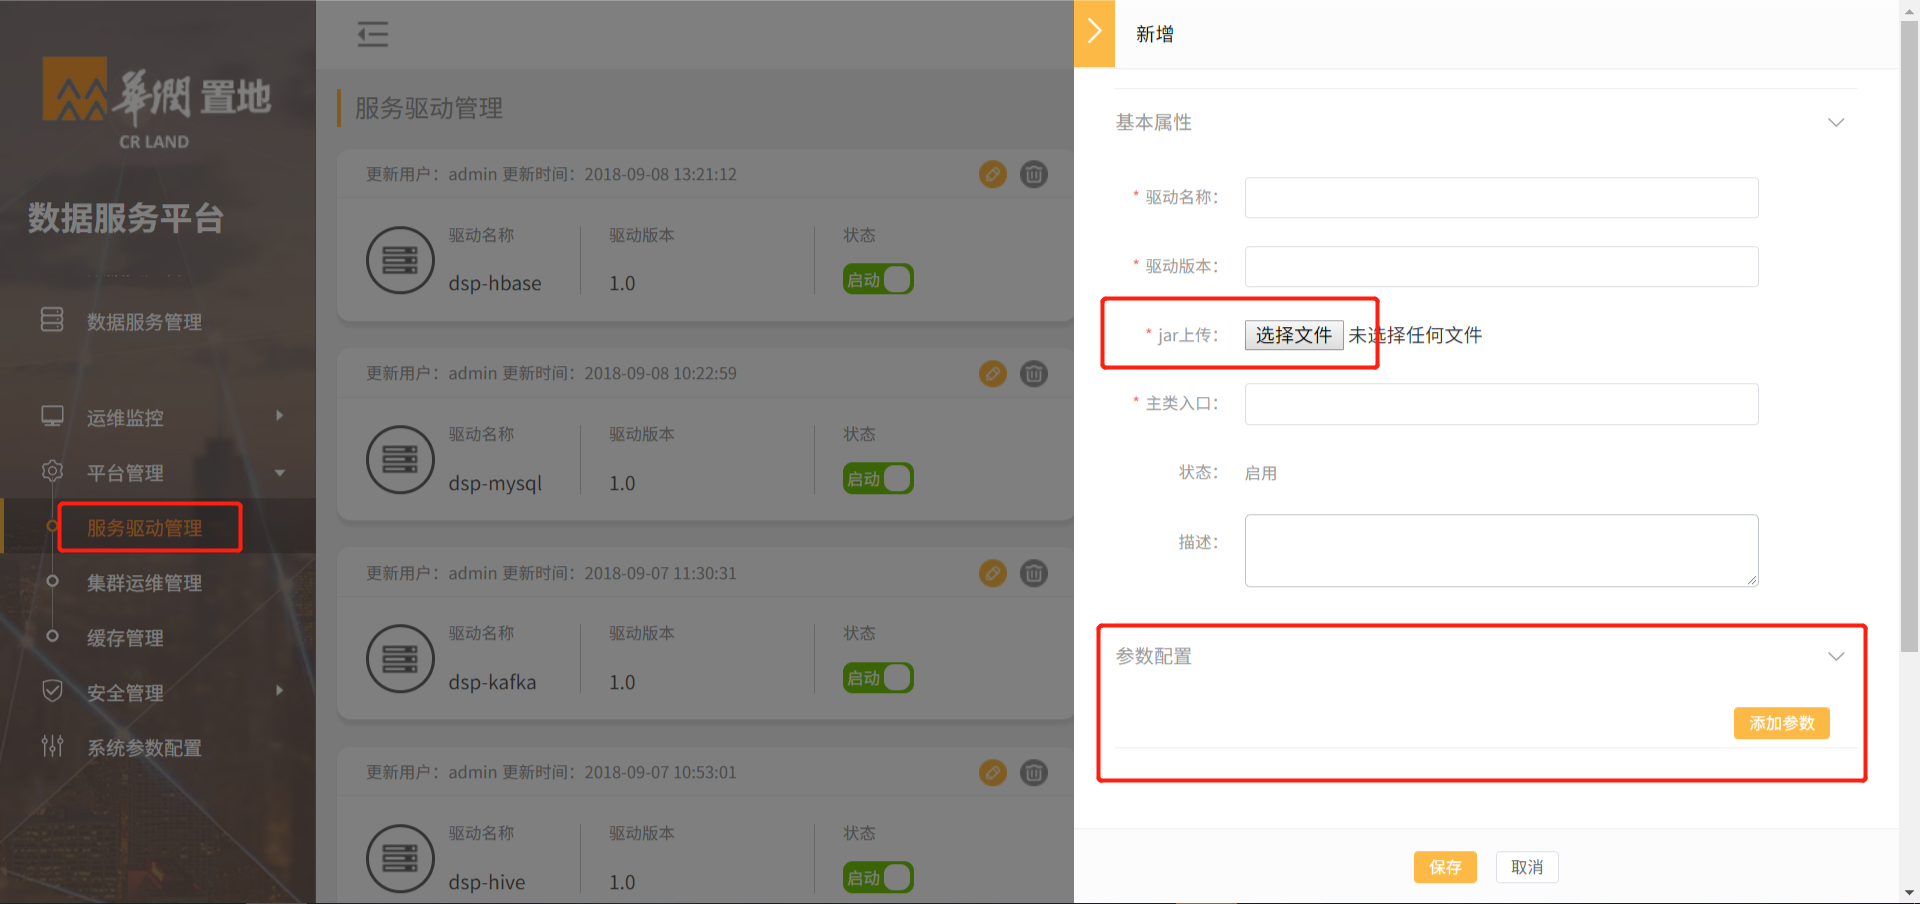 華潤 置地
CR LAND
数据服务平台
数据服务管理
运维监控
平台管理
服务驱动管理
集群运维管理
缓存管理
安全管理
系统参数配置
服务驱动管理
更新用户：admin 更新时间：2018-09-08 13:21:12
驱动名称 驱动版本 状态
dsp-hbase 1.0 启动
更新用户：admin 更新时间：2018-09-08 10:22:59
驱动名称 驱动版本 状态
dsp-mysql 1.0 启动
更新用户：admin 更新时间：2018-09-07 11:30:31
驱动名称 驱动版本 状态
dsp-kafka 1.0 启动
更新用户：admin 更新时间：2018-09-07 10:53:01
驱动名称 驱动版本 状态
dsp-hive 1.0 启动
新增
基本属性
* 驱动名称：
* 驱动版本：
* jar上传： 选择文件 未选择任何文件
* 主类入口：
状态： 启用
描述：
参数配置
添加参数
保存 取消